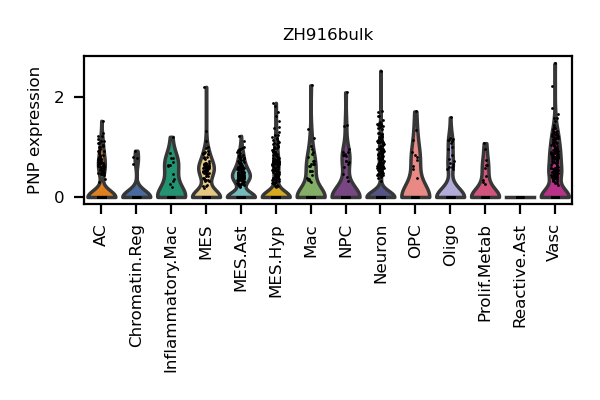 ZH916bulk
PNP expression
2
0
AC
Chromatin.Reg
Inflammatory.Mac
MES
MES.Ast
MES.Hyp
Mac
NPC
Neuron
OPC
Oligo
Prolif.Metab
Reactive.Ast
Vasc